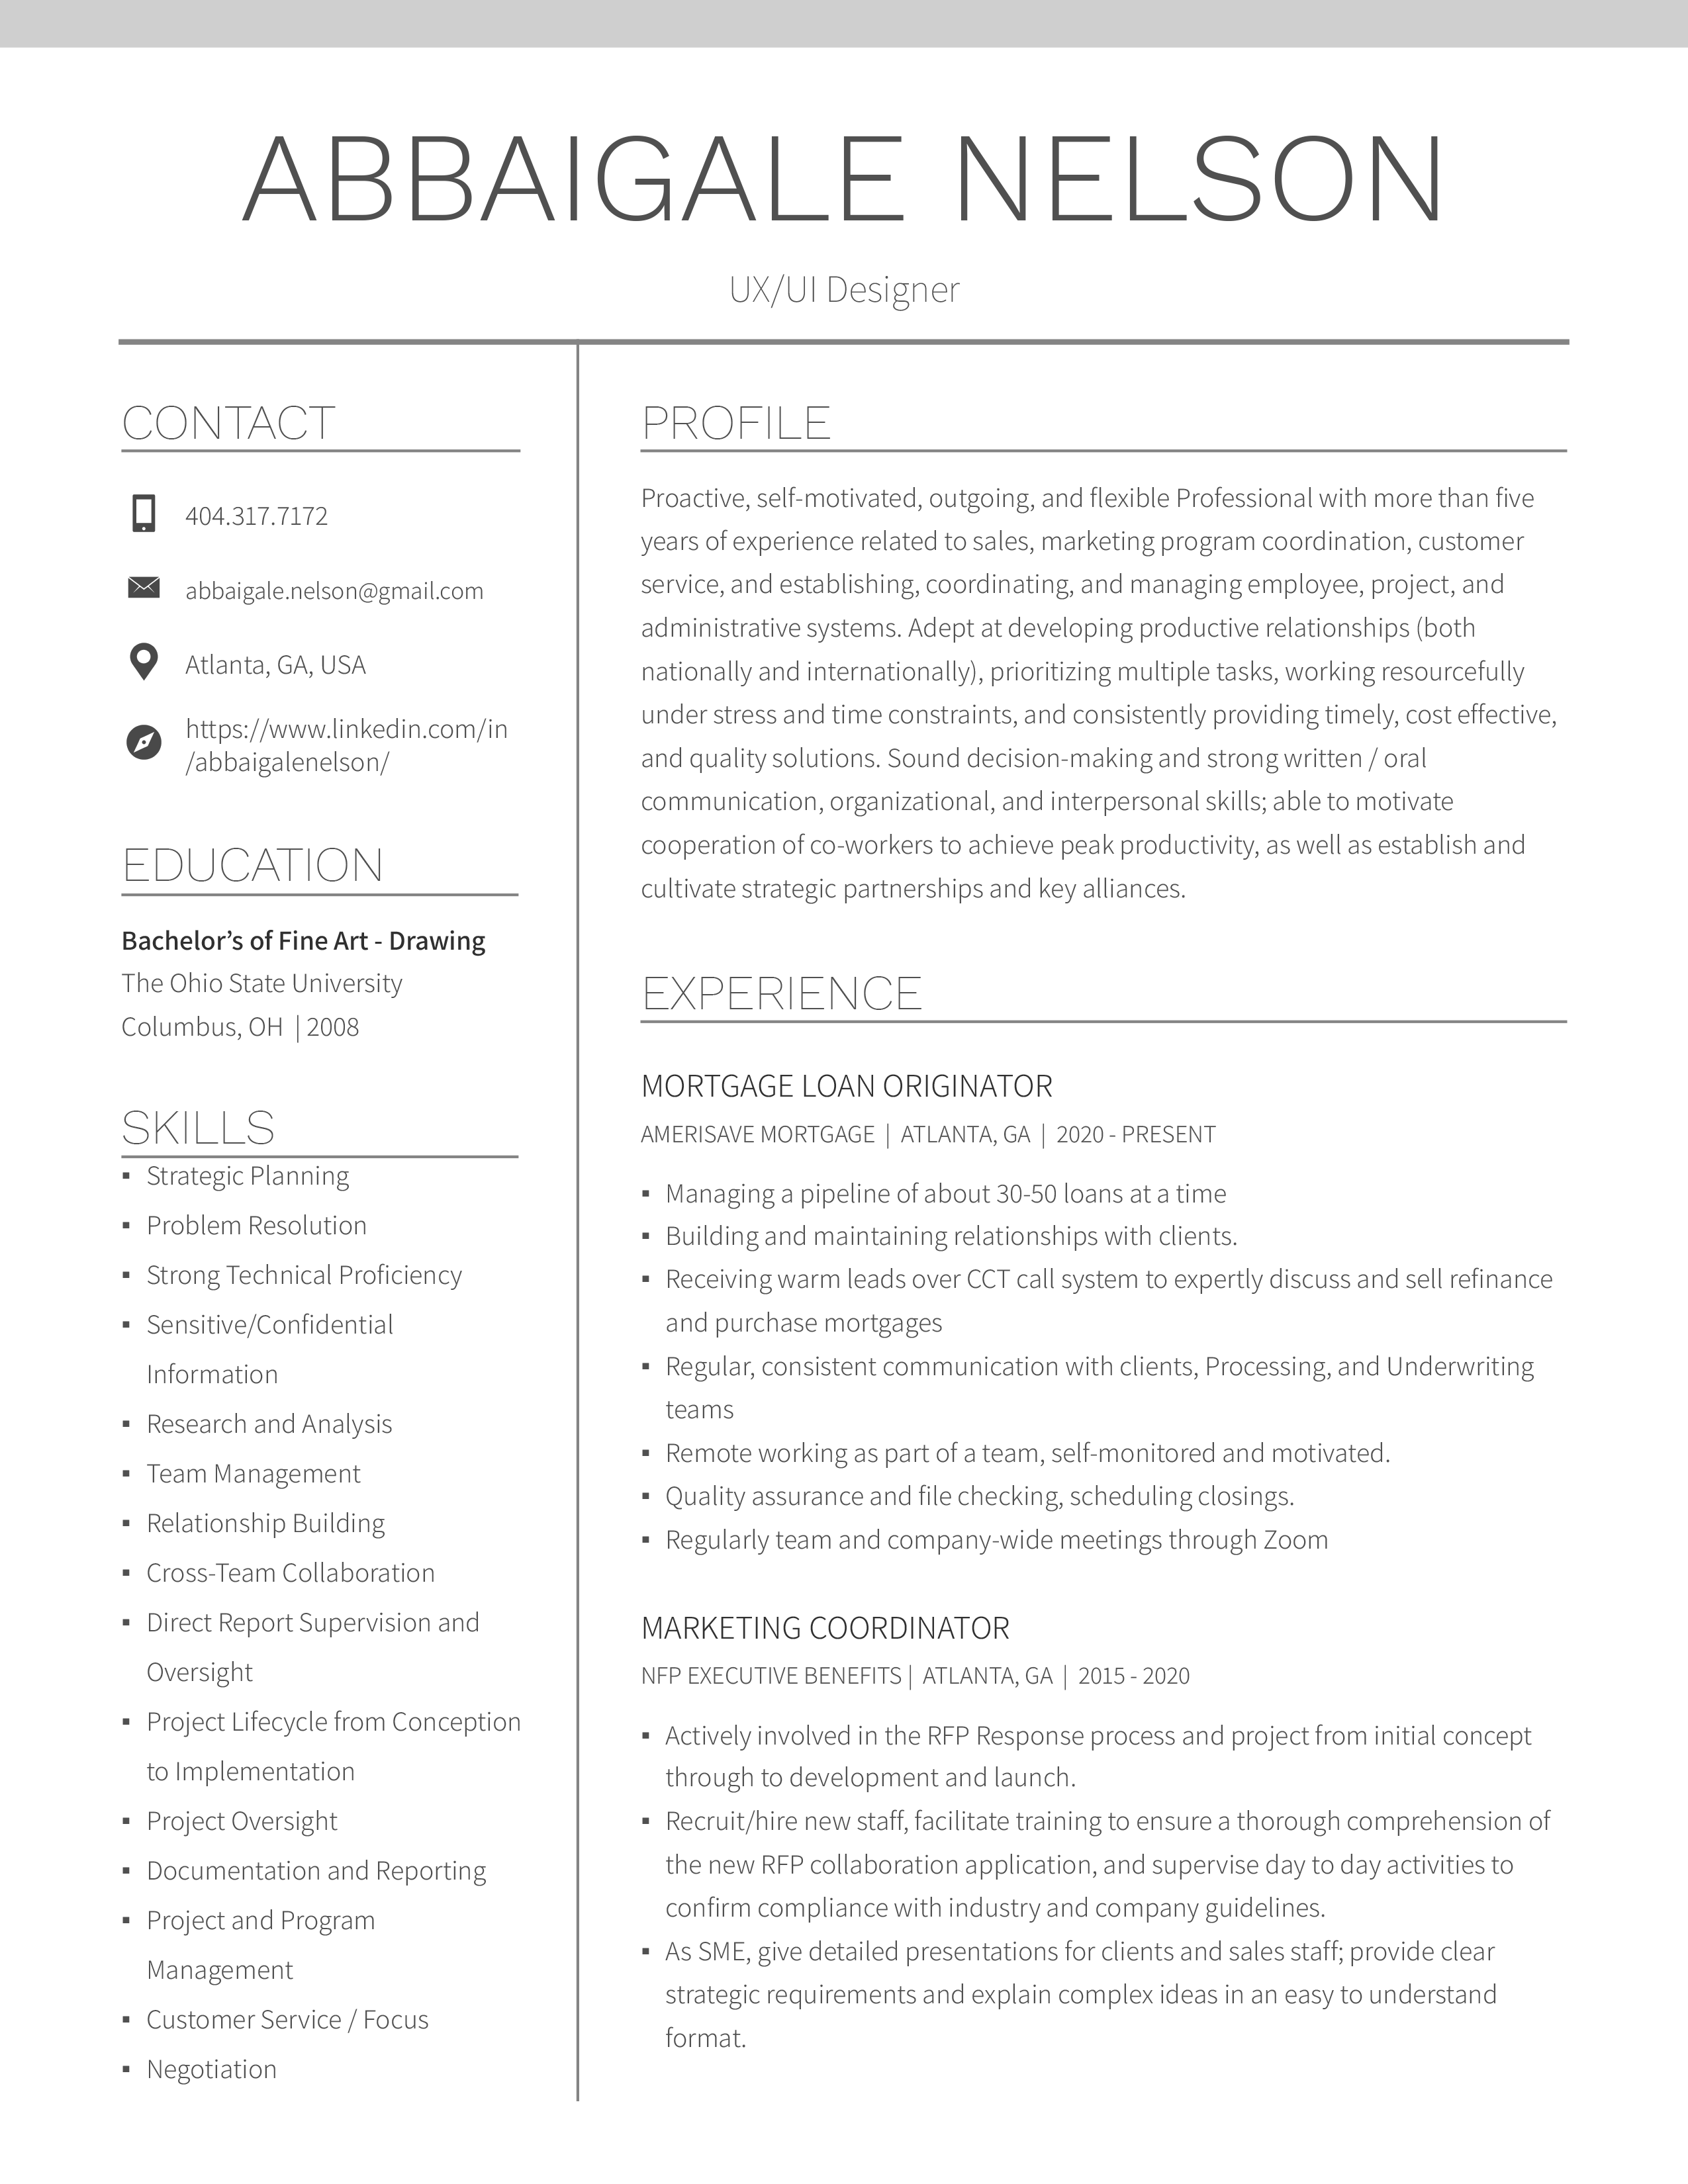 ABBAIGALE NELSON
UX/UI Designer
CONTACT
404.317.7172
abbaigale.nelson@gmail.com
Atlanta, GA, USA
https://www.linkedin.com/in
/abbaigalenelson/
EDUCATION
Bachelor’s of Fine Art - Drawing
The Ohio State University
Columbus, OH | 2008
SKILLS
▪ Strategic Planning
▪ Problem Resolution
▪ Strong Technical Proficiency
▪ Sensitive/Confidential
Information
▪ Research and Analysis
▪ Team Management
▪ Relationship Building
▪ Cross-Team Collaboration
▪ Direct Report Supervision and
Oversight
▪ Project Lifecycle from Conception
to Implementation
▪ Project Oversight
▪ Documentation and Reporting
▪ Project and Program
Management
▪ Customer Service / Focus
▪ Negotiation
PROFILE
Proactive, self-motivated, outgoing, and flexible Professional with more than five
years of experience related to sales, marketing program coordination, customer
service, and establishing, coordinating, and managing employee, project, and
administrative systems. Adept at developing productive relationships (both
nationally and internationally), prioritizing multiple tasks, working resourcefully
under stress and time constraints, and consistently providing timely, cost effective,
and quality solutions. Sound decision-making and strong written / oral
communication, organizational, and interpersonal skills; able to motivate
cooperation of co-workers to achieve peak productivity, as well as establish and
cultivate strategic partnerships and key alliances.
EXPERIENCE
MORTGAGE LOAN ORIGINATOR
AMERISAVE MORTGAGE | ATLANTA, GA | 2020 - PRESENT
▪ Managing a pipeline of about 30-50 loans at a time
▪ Building and maintaining relationships with clients.
▪ Receiving warm leads over CCT call system to expertly discuss and sell refinance
and purchase mortgages
▪ Regular, consistent communication with clients, Processing, and Underwriting
teams
▪ Remote working as part of a team, self-monitored and motivated.
▪ Quality assurance and file checking, scheduling closings.
▪ Regularly team and company-wide meetings through Zoom
MARKETING COORDINATOR
NFP EXECUTIVE BENEFITS | ATLANTA, GA | 2015 - 2020
▪ Actively involved in the RFP Response process and project from initial concept
through to development and launch.
▪ Recruit/hire new staff, facilitate training to ensure a thorough comprehension of
the new RFP collaboration application, and supervise day to day activities to
confirm compliance with industry and company guidelines.
▪ As SME, give detailed presentations for clients and sales staff; provide clear
strategic requirements and explain complex ideas in an easy to understand
format.